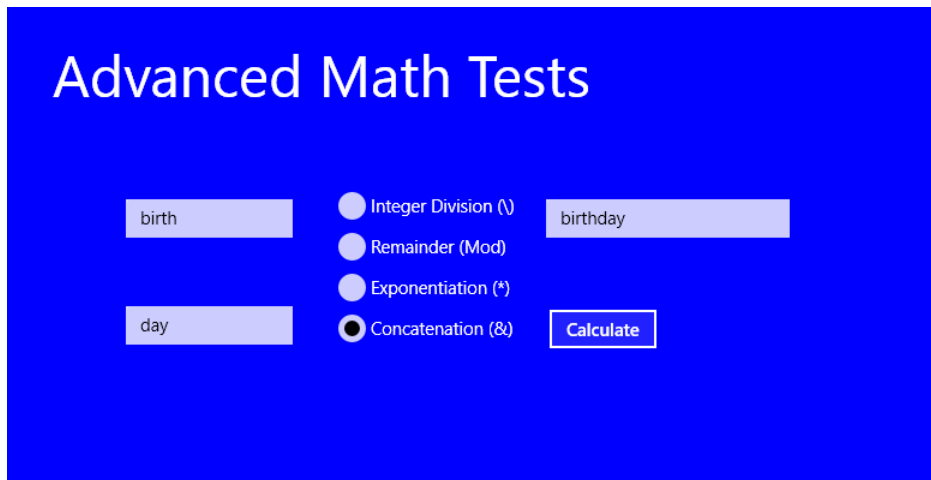 Advanced Math Tests
birth
day
Integer Division (\)
Remainder (Mod)
Exponentiation (*)
Concatenation (&)
birthday
Calculate